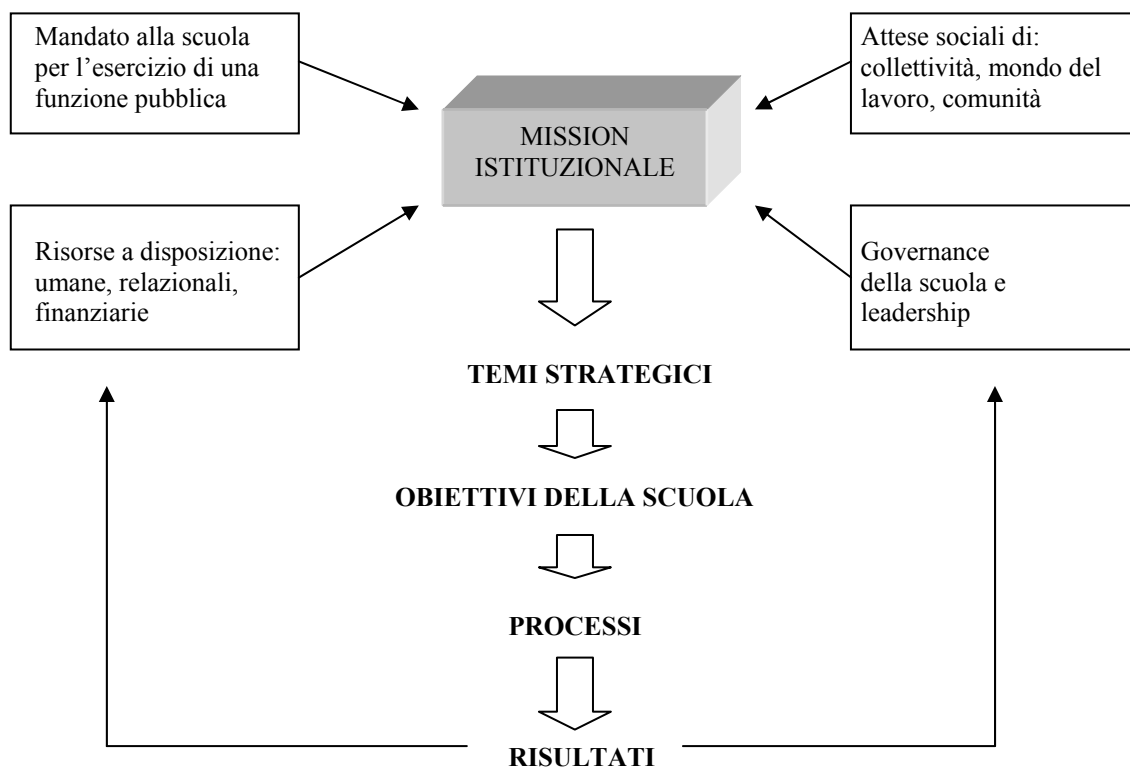 Mandato alla scuola
per l’esercizio di una
funzione pubblica
Attese sociali di:
collettività, mondo del
lavoro, comunità
MISSION
ISTITUZIONALE
Risorse a disposizione:
umane, relazionali,
finanziarie
Governance
della scuola e
leadership
TEMI STRATEGICI
OBIETTIVI DELLA SCUOLA
PROCESSI
RISULTATI